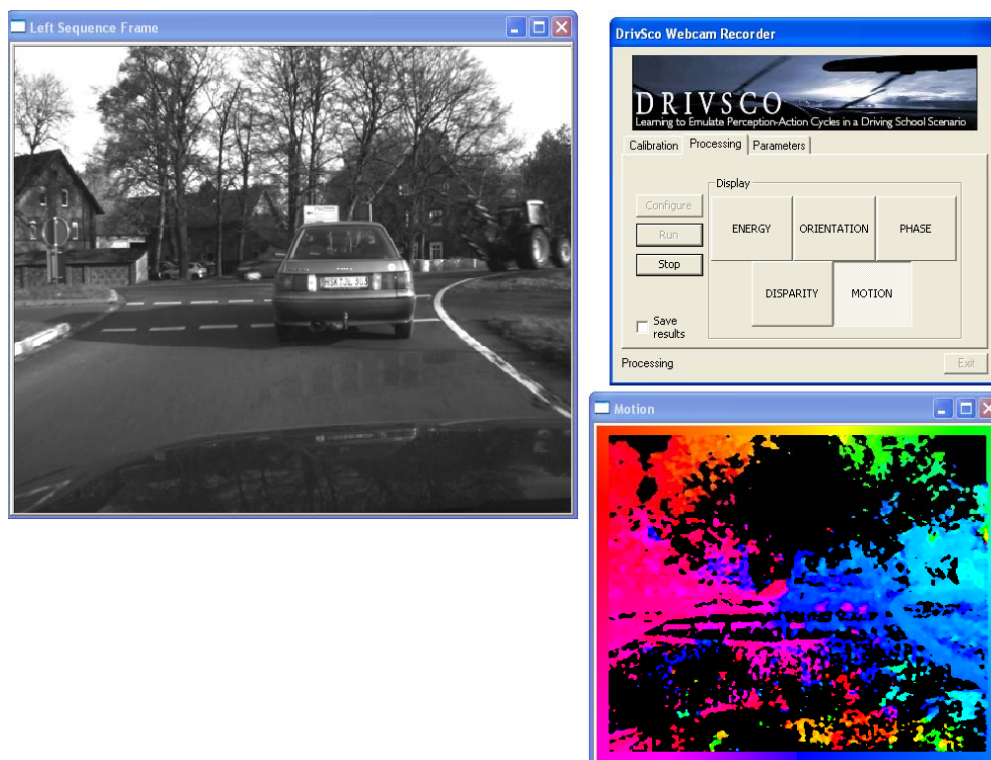 Left Sequence Frame
DrivSco Webcam Recorder
DRIVSCO
Learning to Emulate Perception-Action Cycles in a Driving School Scenario
Calibration Processing Parameters
Display
Configure
Run
Stop
ENERGY ORIENTATION PHASE
DISPARITY MOTION
Save
results
Processing
Exit
Motion